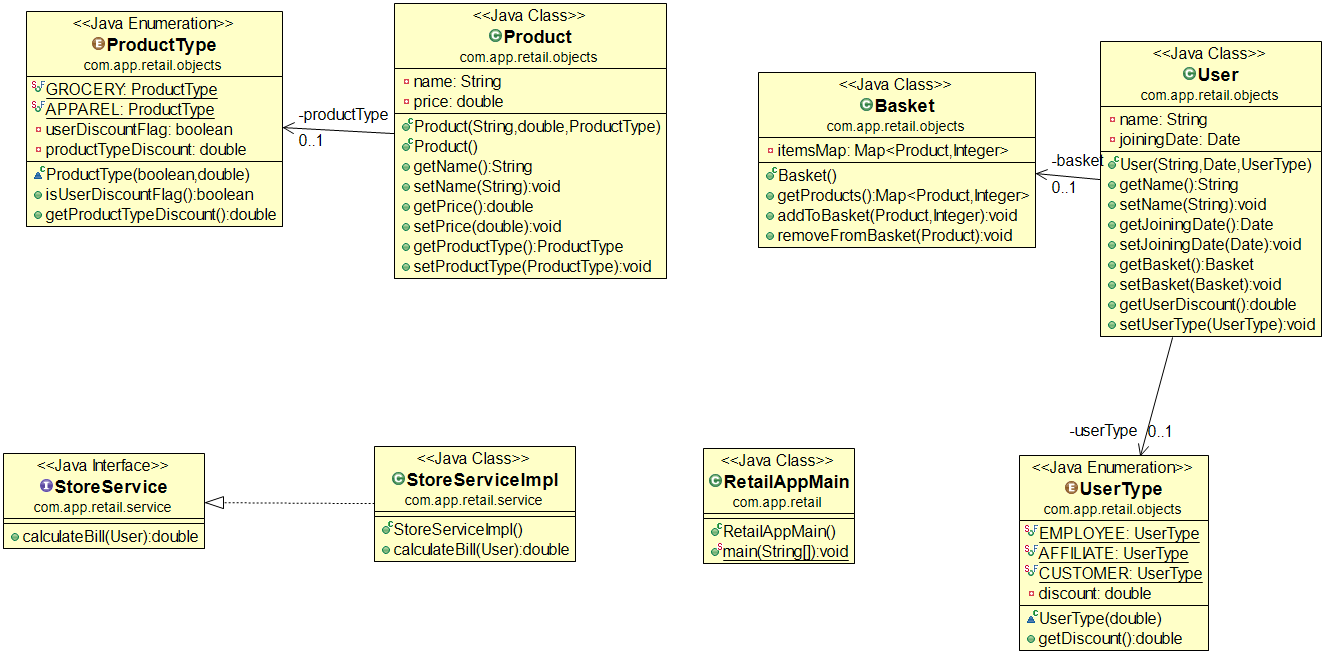 <<Java Enumeration>>
ProductType
com.app.retail.objects
GROCERY: ProductType
APPAREL: ProductType
userDiscountFlag: boolean
productTypeDiscount: double
ProductType(boolean,double)
isUserDiscountFlag():boolean
getProductTypeDiscount():double
-productType
0..1
<<Java Class>>
Product
com.app.retail.objects
name: String
price: double
Product(String,double,ProductType)
Product()
getName():String
setName(String):void
getPrice():double
setPrice(double):void
getProductType():ProductType
setProductType(ProductType):void
<<Java Class>>
Basket
com.app.retail.objects
itemsMap: Map<Product,Integer>
Basket()
getProducts():Map<Product,Integer>
addToBasket(Product,Integer):void
removeFromBasket(Product):void
-basket
0..1
<<Java Class>>
User
com.app.retail.objects
name: String
joiningDate: Date
User(String,Date,UserType)
getName():String
setName(String):void
getJoiningDate():Date
setJoiningDate(Date):void
getBasket():Basket
setBasket(Basket):void
getUserDiscount():double
setUserType(UserType):void
-userType
0..1
<<Java Interface>>
StoreService
com.app.retail.service
calculateBill(User):double
<<Java Class>>
StoreServiceImpl
com.app.retail.service
StoreServiceImpl()
calculateBill(User):double
<<Java Class>>
RetailAppMain
com.app.retail
RetailAppMain()
main(String[]):void
<<Java Enumeration>>
UserType
com.app.retail.objects
EMPLOYEE: UserType
AFFILIATE: UserType
CUSTOMER: UserType
discount: double
UserType(double)
getDiscount():double